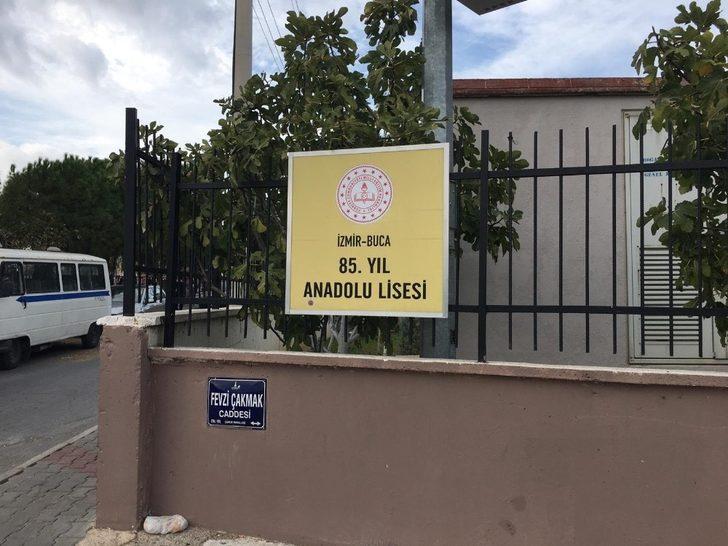 İZMİR-BUCA
85. YIL
ANADOLU LİSESİ
FEVZİ ÇAKMAK
CADDESİ